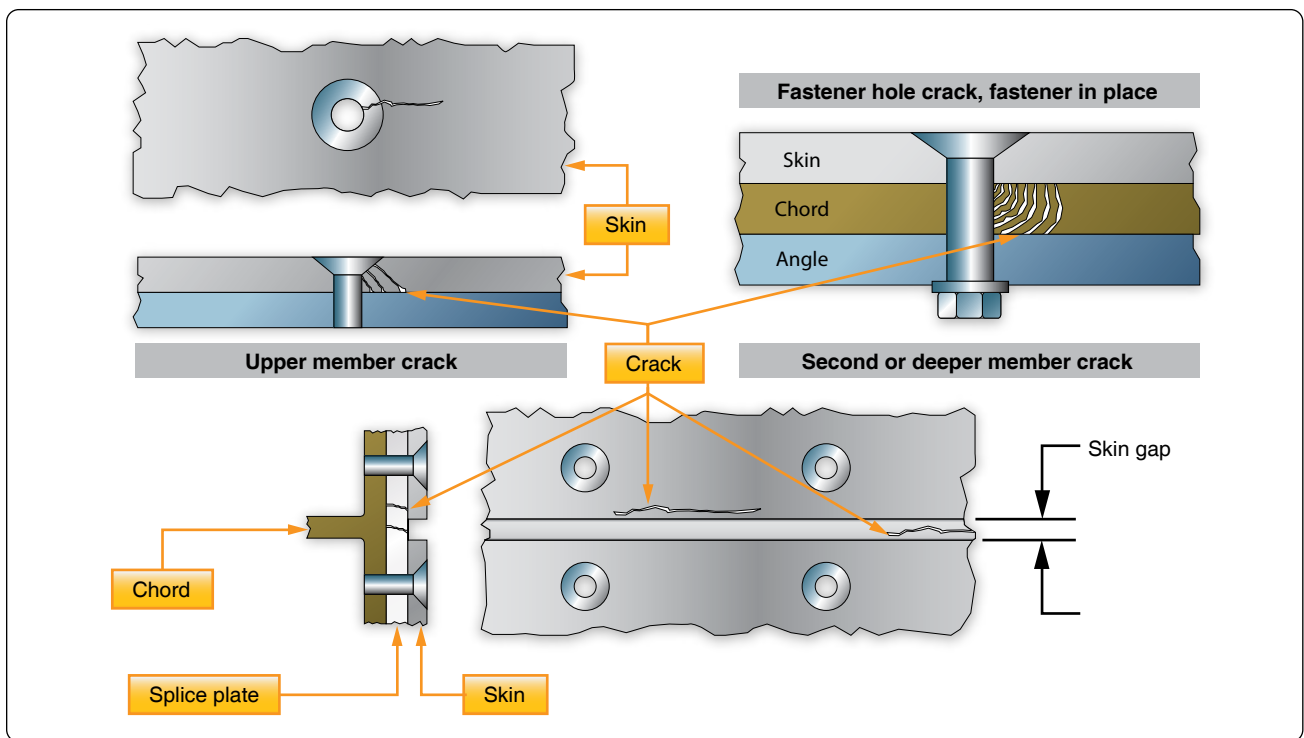 Fastener hole crack, fastener in place
Skin
Chord
Angle
Skin
Upper member crack
Crack
Second or deeper member crack
Skin gap
Chord
Splice plate
Skin